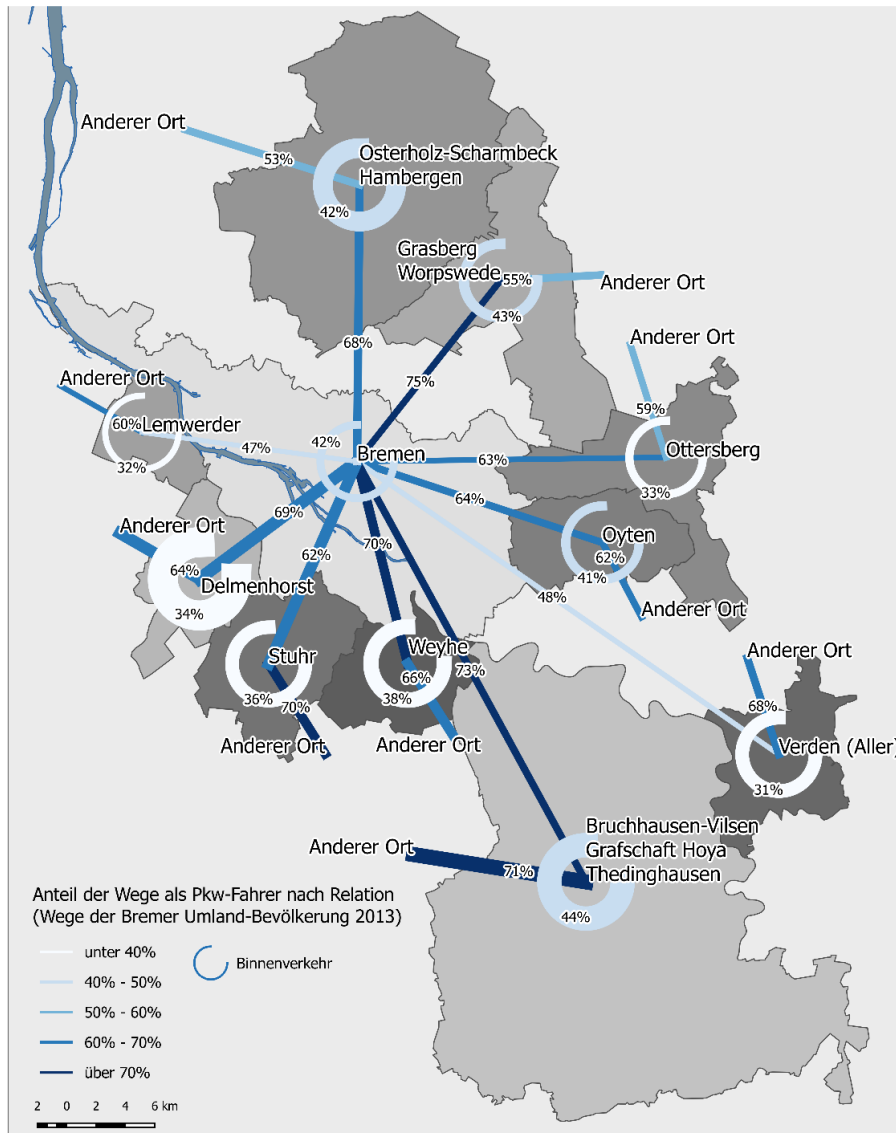 Anderer Ort
53%
Osterholz-Scharmbeck
Hambergen
42%
Grasberg
Worpswede
55%
43%
Anderer Ort
68%
75%
Anderer Ort
59%
Anderer Ort
60%
Lemwerder
32%
47%
42%
Bremen
63%
Ottersberg
33%
69%
64%
Anderer Ort
64%
Delmenhorst
34%
62%
70%
Oyten
62%
41%
48%
Anderer Ort
Stuhr
36%
70%
Anderer Ort
Weyhe
66%
38%
Anderer Ort
73%
Anderer Ort
68%
Verden (Aller)
31%
Anderer Ort
71%
Bruchhausen-Vilsen
Grafschaft Hoya
Thedinghausen
44%
Anteil der Wege als Pkw-Fahrer nach Relation
(Wege der Bremer Umland-Bevölkerung 2013)
unter 40%
Binnenverkehr
40% - 50%
50% - 60%
60% - 70%
über 70%
2 0 2 4 6 km